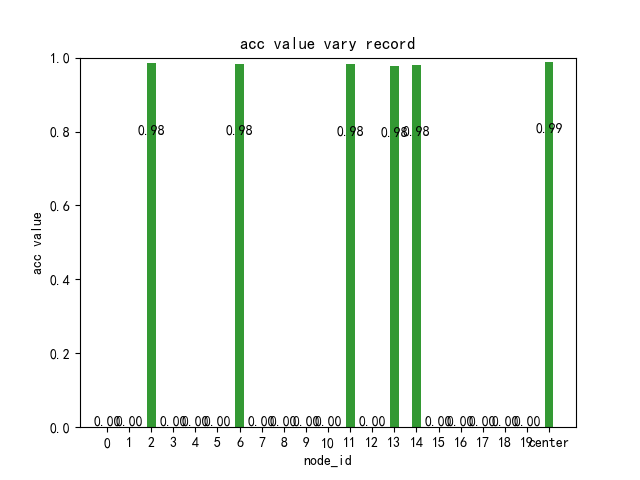 acc value vary record
1.0
0.8
0.6
0.4
0.2
0.0
acc value
0.98 0.98 0.98 0.98 0.98 0.99
0.00 0.00 0.00 0.00 0.00 0.00 0.00 0.00 0.00 0.00 0.00 0.00 0.00 0.00 0.00
0 1 2 3 4 5 6 7 8 9 10 11 12 13 14 15 16 17 18 19 center
node_id